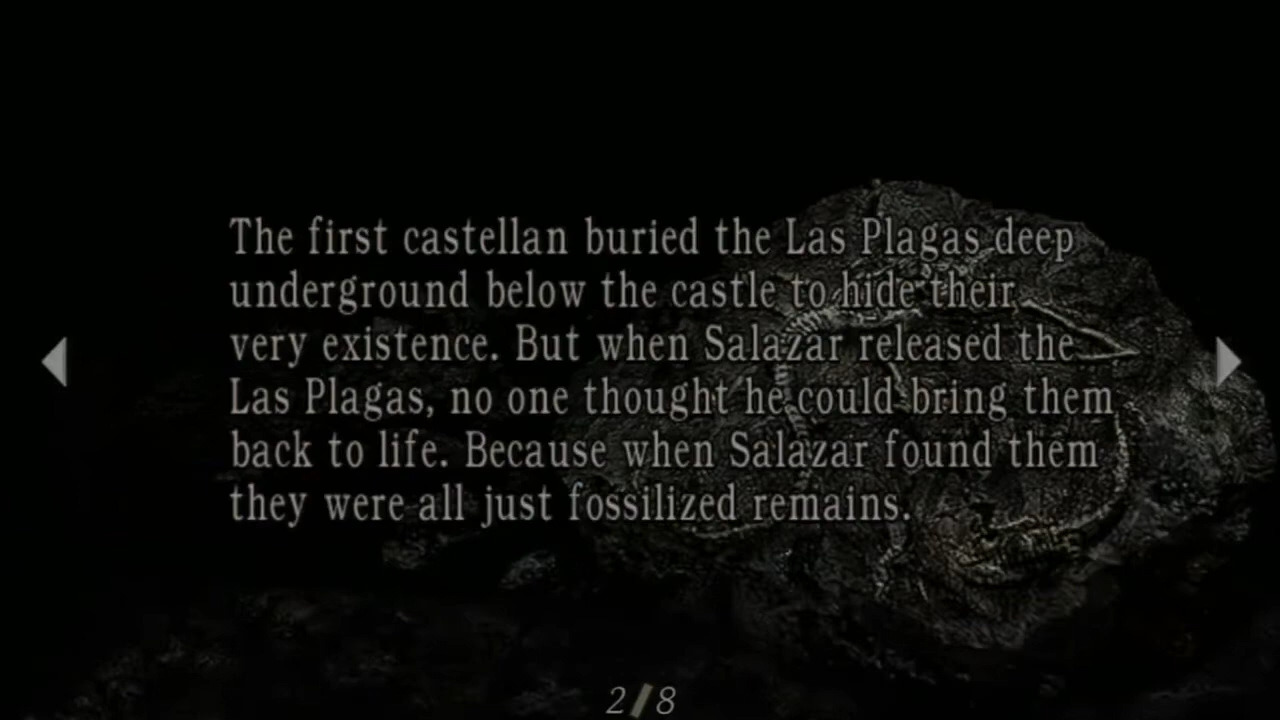 The first castellan buried the Las Plagas deep
underground below the castle to hide their
very existence. But when Salazar released the
Las Plagas, no one thought he could bring them
back to life. Because when Salazar found them
they were all just fossilized remains.
2/8